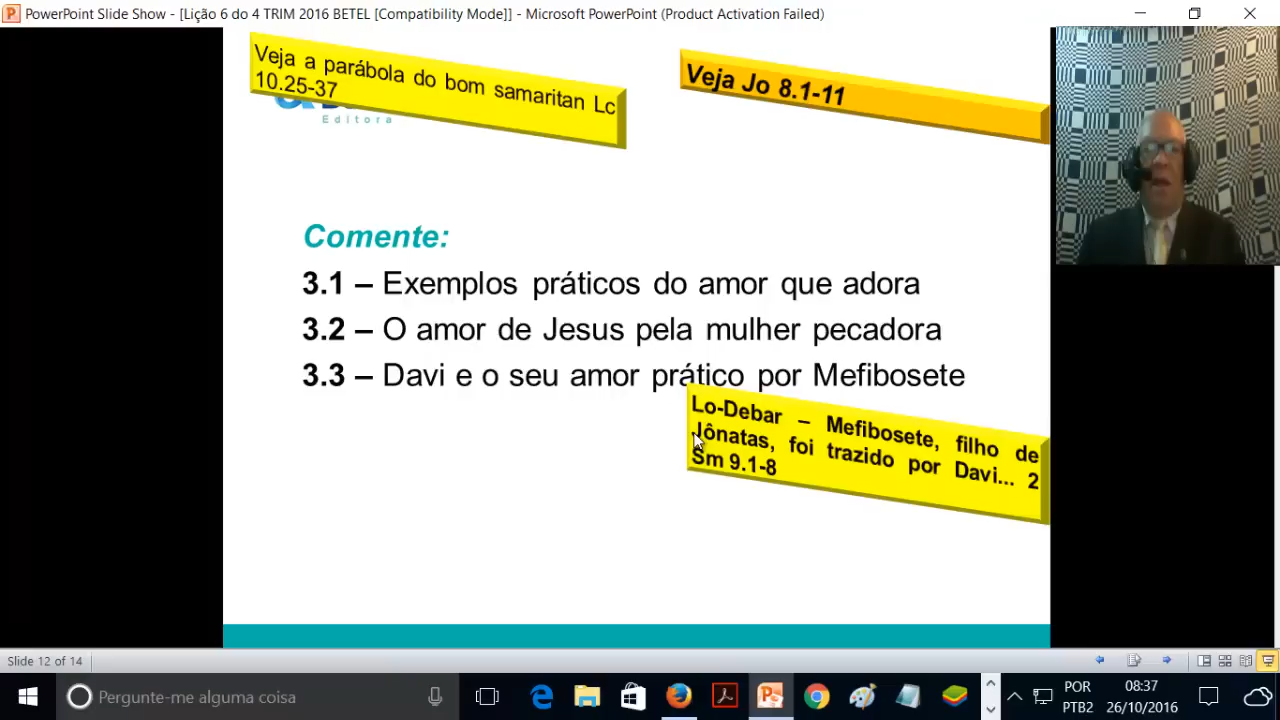 PowerPoint Slide Show - [Lição 6 do 4 TRIM 2016 BETEL [Compatibility Mode]] - Microsoft PowerPoint (Product Activation Failed)
Veja a parábola do bom samaritan Lc
10.25-37
Editora
Veja Jo 8.1-11
Comente:
3.1 – Exemplos práticos do amor que adora
3.2 – O amor de Jesus pela mulher pecadora
3.3 – Davi e o seu amor prático por Mefibosete
Lo-Debar – Mefibosete, filho de
Jônatas, foi trazido por Davi... 2
Sm 9.1-8
Slide 12 of 14
Pergunte-me alguma coisa
POR
PTB2
08:37
26/10/2016